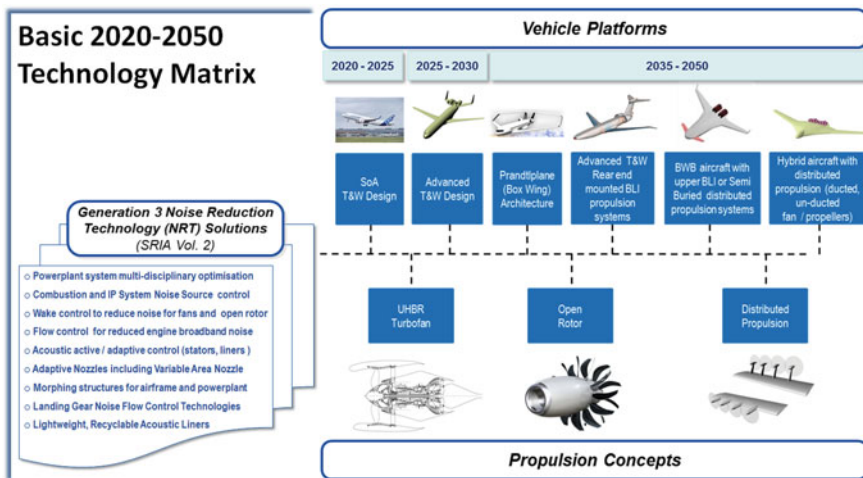 Basic 2020-2050
Technology Matrix
Vehicle Platforms
2020 - 2025
2025 - 2030
2035 - 2050
SoA
T&W Design
Advanced
T&W Design
Prandtlplane
(Box Wing)
Architecture
Advanced T&W
Rear end
mounted BLI
propulsion
systems
BWB aircraft with
upper BLI or Semi
Buried distributed
propulsion systems
Hybrid aircraft with
distributed
propulsion (ducted,
un-ducted
fan / propellers)
Generation 3 Noise Reduction
Technology (NRT) Solutions
(SRIA Vol. 2)
o Powerplant system multi-disciplinary optimisation
o Combustion and IP System Noise Source control
o Wake control to reduce noise for fans and open rotor
o Flow control for reduced engine broadband noise
o Acoustic active / adaptive control (stators, liners )
o Adaptive Nozzles including Variable Area Nozzle
o Morphing structures for airframe and powerplant
o Landing Gear Noise Flow Control Technologies
o Lightweight, Recyclable Acoustic Liners
UHBR
Turbofan
Open
Rotor
Distributed
Propulsion
Propulsion Concepts